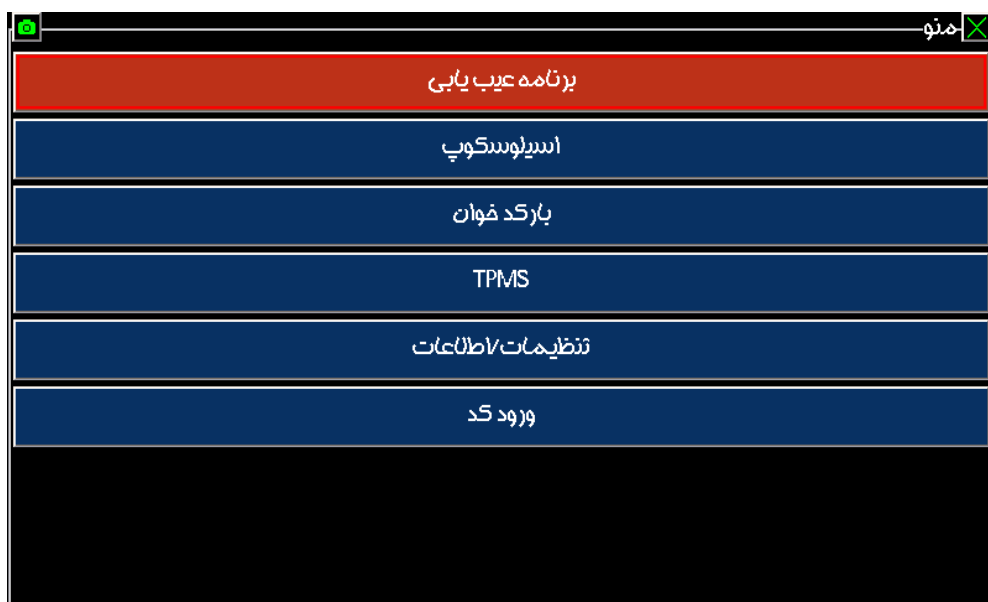 منو
برنامه عیب یابی
اسیلوسکوپ
بارکد خوان
TPMS
تنظیمات/اطلاعات
ورود کد